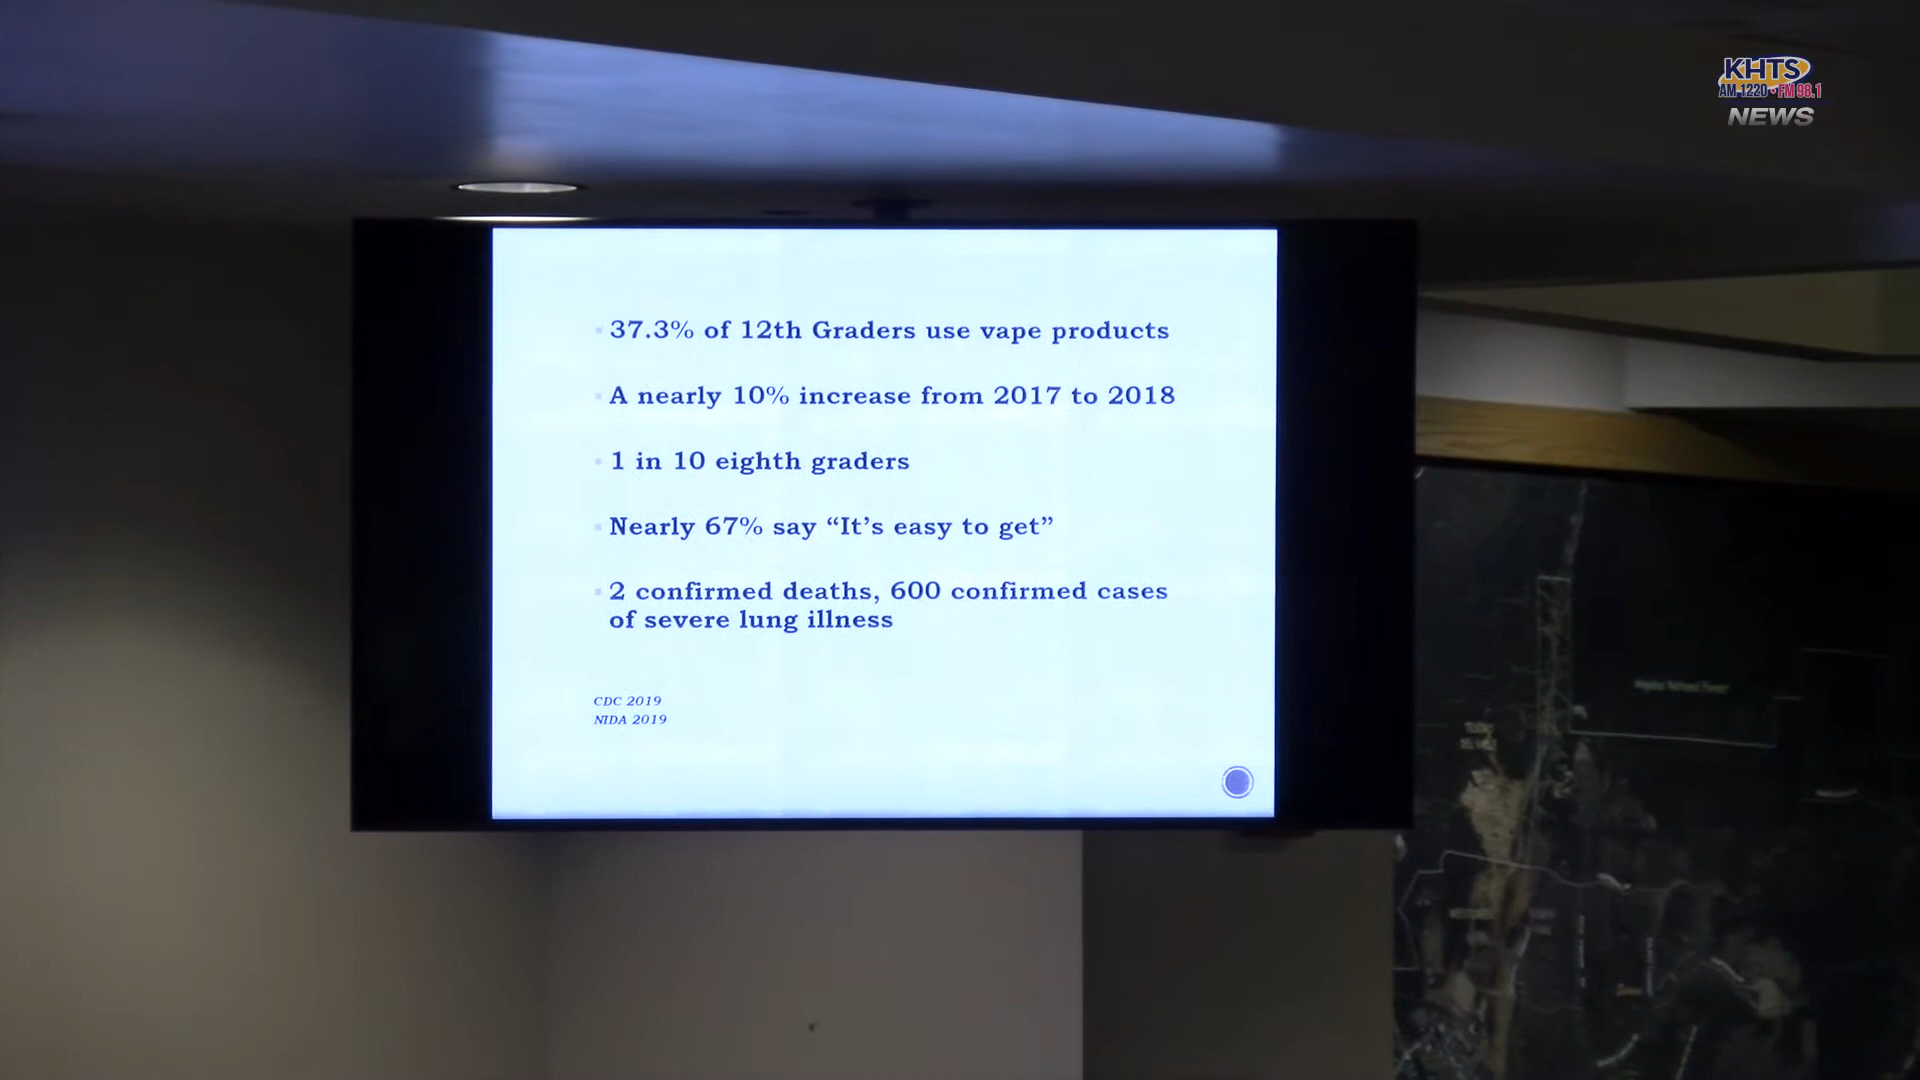 KHTS
AM 1220 • FM 98.1
NEWS
37.3% of 12th Graders use vape products
A nearly 10% increase from 2017 to 2018
1 in 10 eighth graders
Nearly 67% say “It’s easy to get”
2 confirmed deaths, 600 confirmed cases
of severe lung illness
CDC 2019
NIDA 2019